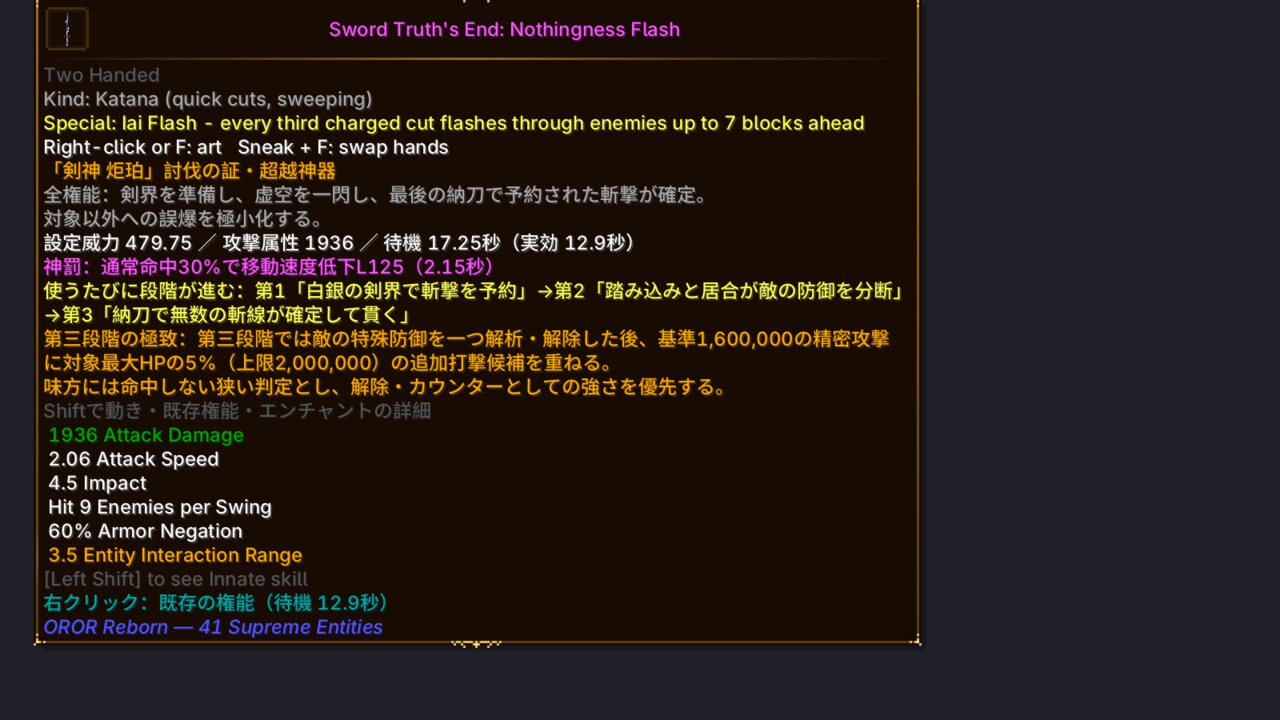 Sword Truth's End: Nothingness Flash
Two Handed
Kind: Katana (quick cuts, sweeping)
Special: Iai Flash - every third charged cut flashes through enemies up to 7 blocks ahead
Right-click or F: art   Sneak + F: swap hands
「剣神 炬珀」討伐の証・超越神器
全権能：剣界を準備し、虚空を一閃し、最後の納刀で予約された斬撃が確定。
対象以外への誤爆を極小化する。
設定威力 479.75 ／ 攻撃属性 1936 ／ 待機 17.25秒（実効 12.9秒）
神罰：通常命中30%で移動速度低下L125（2.15秒）
使うたびに段階が進む：第1「白銀の剣界で斬撃を予約」→第2「踏み込みと居合が敵の防御を分断」
→第3「納刀で無数の斬線が確定して貫く」
第三段階の極致：第三段階では敵の特殊防御を一つ解析・解除した後、基準1,600,000の精密攻撃
に対象最大HPの5%（上限2,000,000）の追加打撃候補を重ねる。
味方には命中しない狭い判定とし、解除・カウンターとしての強さを優先する。
Shiftで動き・既存権能・エンチャントの詳細
1936 Attack Damage
2.06 Attack Speed
4.5 Impact
Hit 9 Enemies per Swing
60% Armor Negation
3.5 Entity Interaction Range
[Left Shift] to see Innate skill
右クリック：既存の権能（待機 12.9秒）
OROR Reborn — 41 Supreme Entities